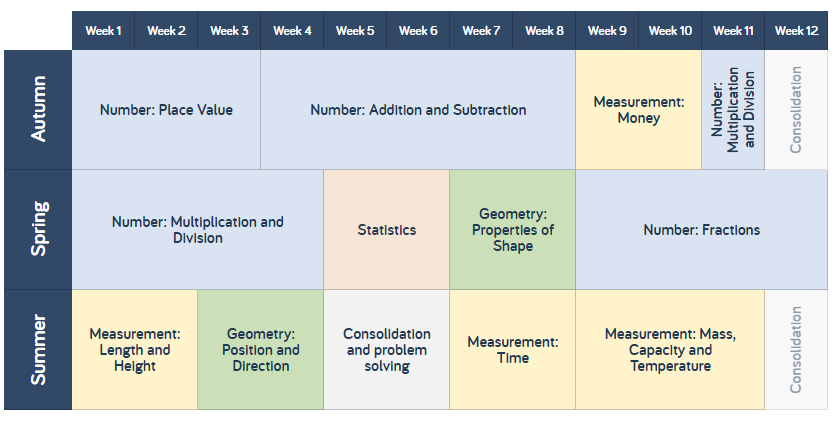 Week 1 Week 2 Week 3 Week 4 Week 5 Week 6 Week 7 Week 8 Week 9 Week 10 Week 11 Week 12
Autumn
Number: Place Value
Number: Addition and Subtraction
Measurement:
Money
Number:
Multiplication
and Division
Consolidation
Spring
Number: Multiplication and
Division
Statistics
Geometry:
Properties of
Shape
Number: Fractions
Summer
Measurement:
Length and
Height
Geometry:
Position and
Direction
Consolidation
and problem
solving
Measurement:
Time
Measurement: Mass,
Capacity and
Temperature
Consolidation